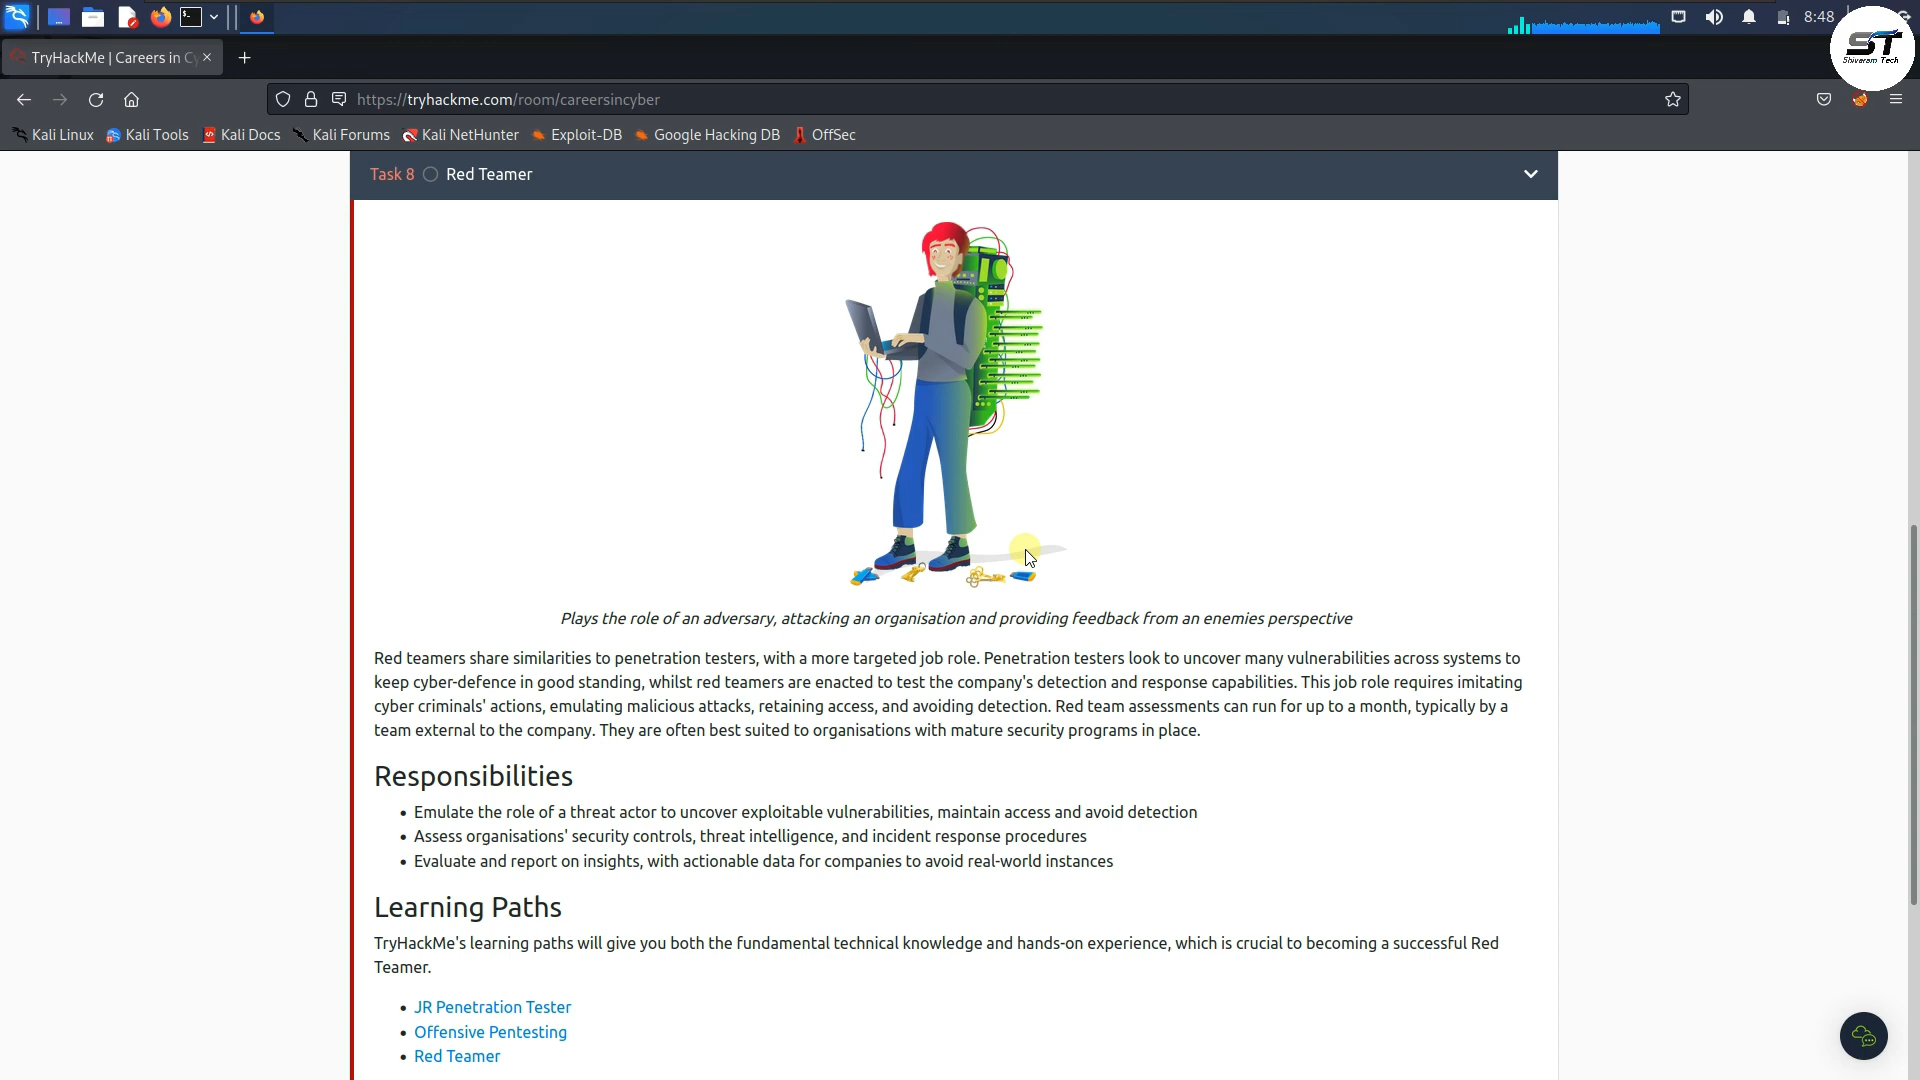 8:48
ST
Shivaram Tech
TryHackMe | Careers in Cy
https://tryhackme.com/room/careersincyber
Kali Linux Kali Tools Kali Docs Kali Forums Kali NetHunter Exploit-DB Google Hacking DB OffSec
Task 8 Red Teamer
Plays the role of an adversary, attacking an organisation and providing feedback from an enemies perspective
Red teamers share similarities to penetration testers, with a more targeted job role. Penetration testers look to uncover many vulnerabilities across systems to
keep cyber-defence in good standing, whilst red teamers are enacted to test the company's detection and response capabilities. This job role requires imitating
cyber criminals' actions, emulating malicious attacks, retaining access, and avoiding detection. Red team assessments can run for up to a month, typically by a
team external to the company. They are often best suited to organisations with mature security programs in place.
Responsibilities
• Emulate the role of a threat actor to uncover exploitable vulnerabilities, maintain access and avoid detection
• Assess organisations' security controls, threat intelligence, and incident response procedures
• Evaluate and report on insights, with actionable data for companies to avoid real-world instances
Learning Paths
TryHackMe's learning paths will give you both the fundamental technical knowledge and hands-on experience, which is crucial to becoming a successful Red
Teamer.
• JR Penetration Tester
• Offensive Pentesting
• Red Teamer